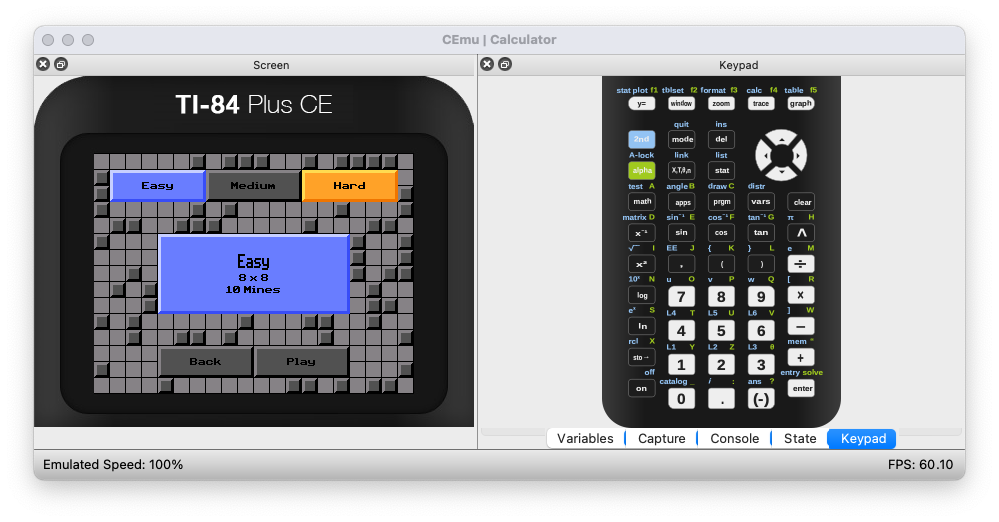 CEmu | Calculator
Screen
Keypad
TI-84 Plus CE
Easy Medium Hard
Easy
8 x 8
10 Mines
Back Play
stat plot f1 tblset f2 format f3 calc f4 table f5
y= window zoom trace graph
quit ins
2nd mode del
A-lock link list
alpha X,T,θ,n stat
test A angle B draw C distr
math apps prgm vars clear
matrix D sin⁻¹ E cos⁻¹ F tan⁻¹ G π H
x⁻¹ sin cos tan ^
√‾ I EE J { K } L e M
x² , ( ) ÷
10ˣ N u O v P w Q [ R
log 7 8 9 x
eˣ S L4 T L5 U L6 V ] W
ln 4 5 6 −
rcl X L1 Y L2 Z L3 θ mem "
sto→ 1 2 3 +
off catalog _ i : ans ? entry solve
on 0 . (-) enter
Variables Capture Console State Keypad
Emulated Speed: 100%
FPS: 60.10